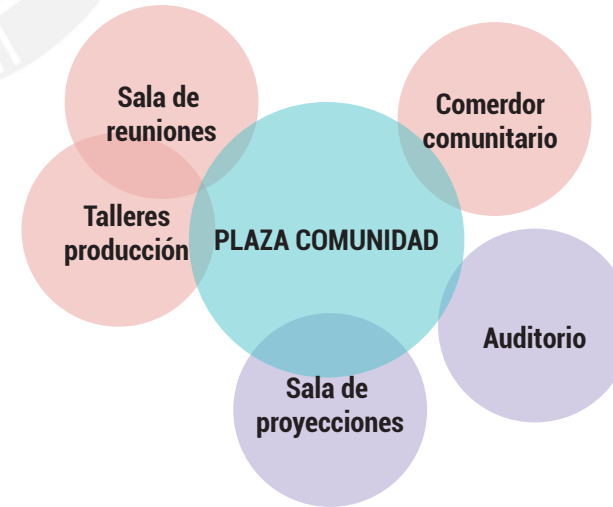 Sala de
reuniones
Comerdor
comunitario
Talleres
producción
PLAZA COMUNIDAD
Auditorio
Sala de
proyecciones